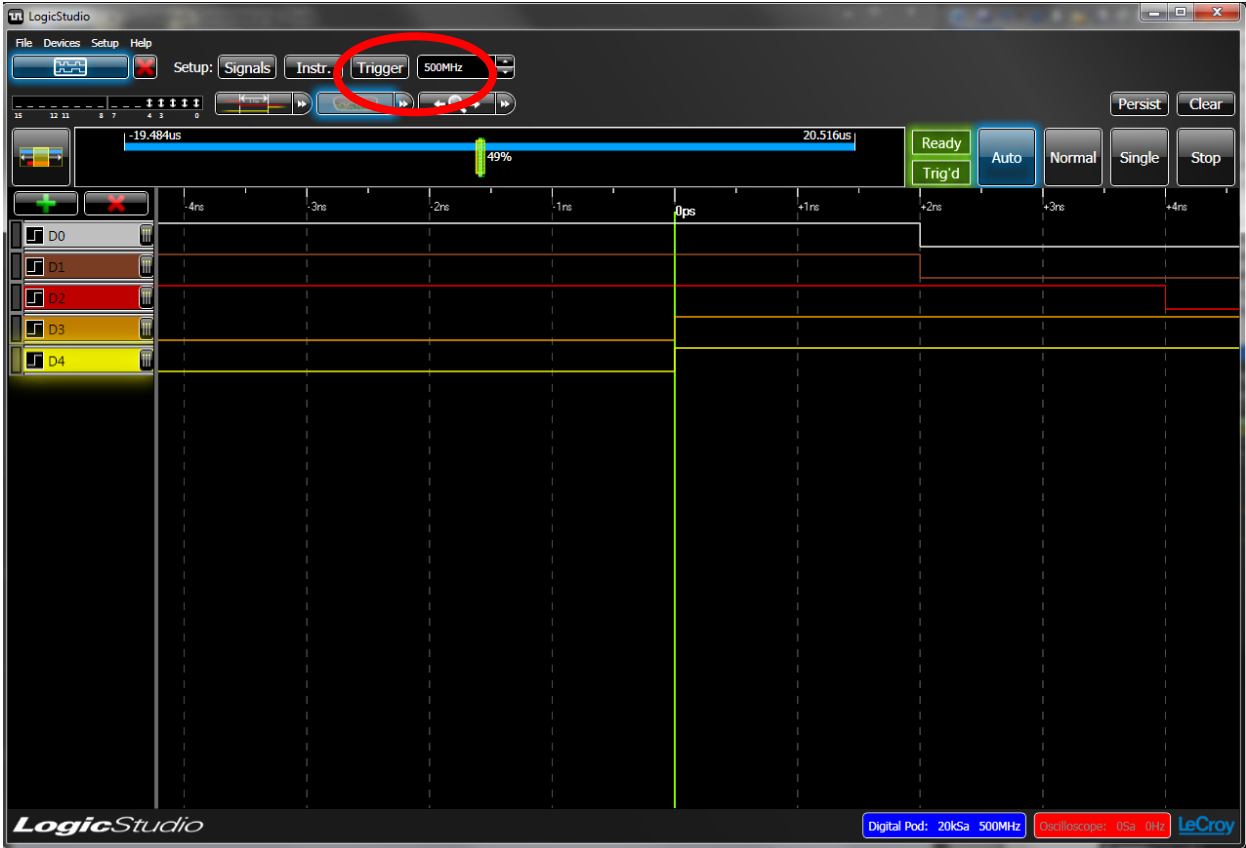 LogicStudio
File Devices Setup Help
Setup: Signals Instr. Trigger 500MHz
15 12 11 8 7 4 3 0
Persist Clear
-19.484us 20.516us
49%
Ready
Trig'd
Auto Normal Single Stop
-4ns -3ns -2ns -1ns 0ps +1ns +2ns +3ns +4ns
D0
D1
D2
D3
D4
LogicStudio
Digital Pod: 20kSa 500MHz Oscilloscope: 0Sa 0Hz LeCroy